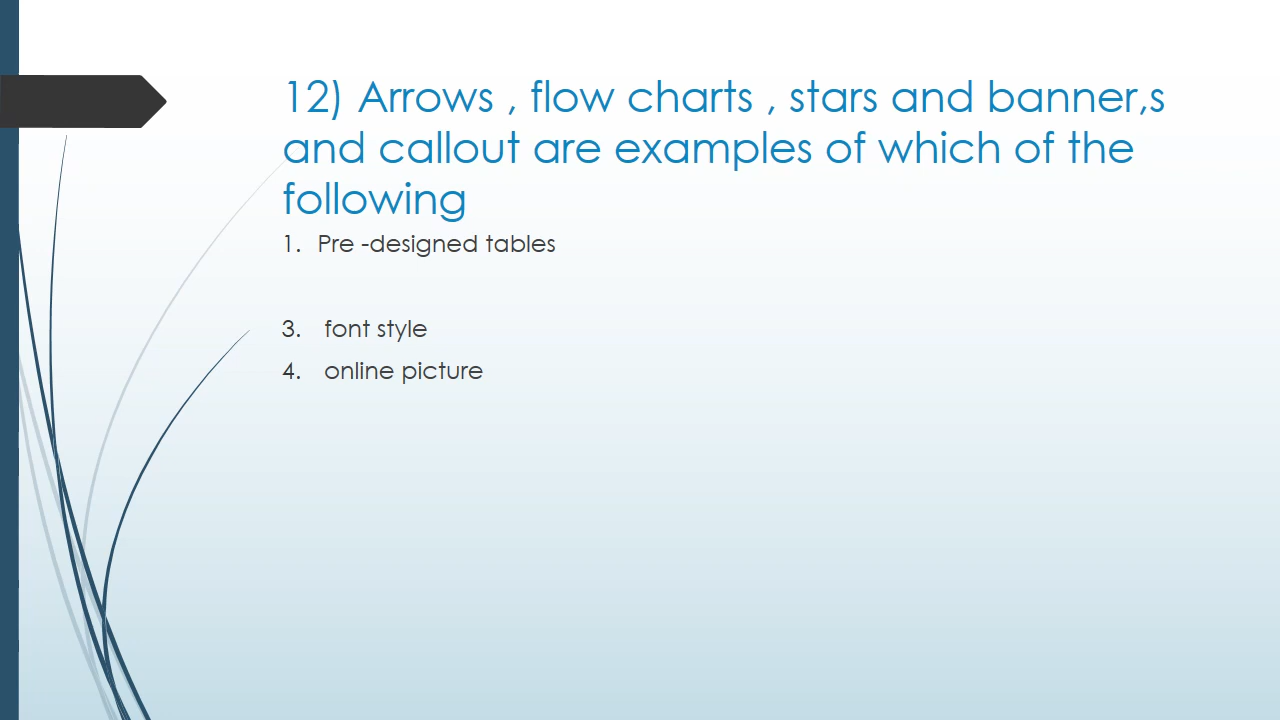 12) Arrows , flow charts , stars and banner,s
and callout are examples of which of the
following
1. Pre -designed tables
3. font style
4. online picture